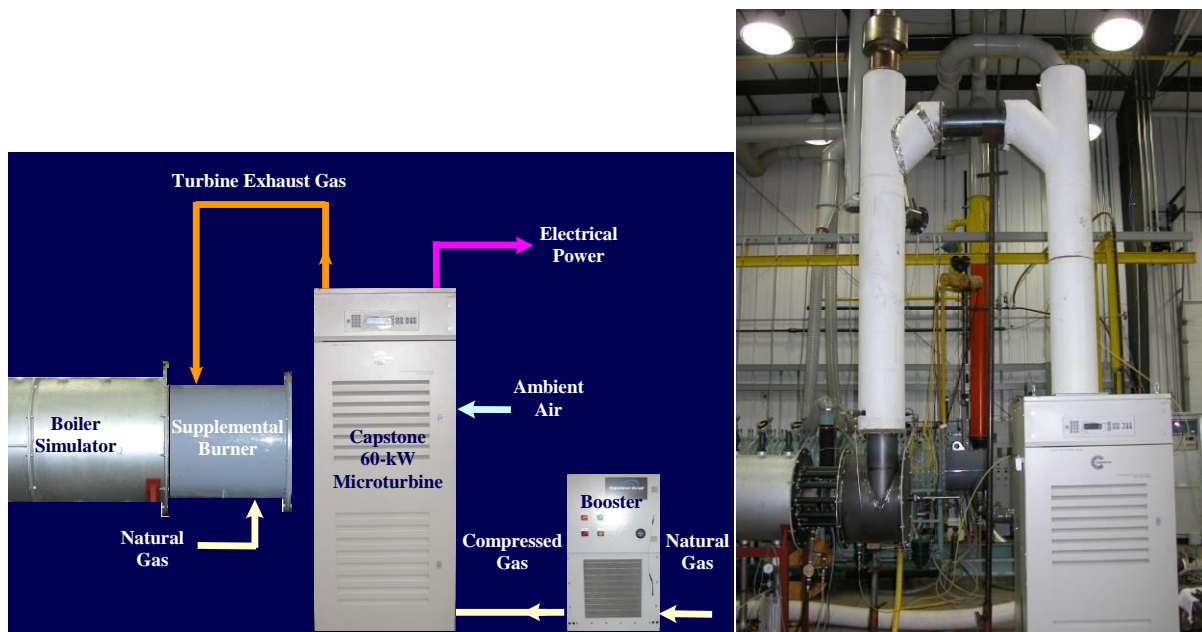 Turbine Exhaust Gas
Electrical
Power
Ambient
Air
Boiler
Simulator
Supplemental
Burner
Capstone
60-kW
Microturbine
Booster
Natural
Gas
Compressed
Gas
Natural
Gas